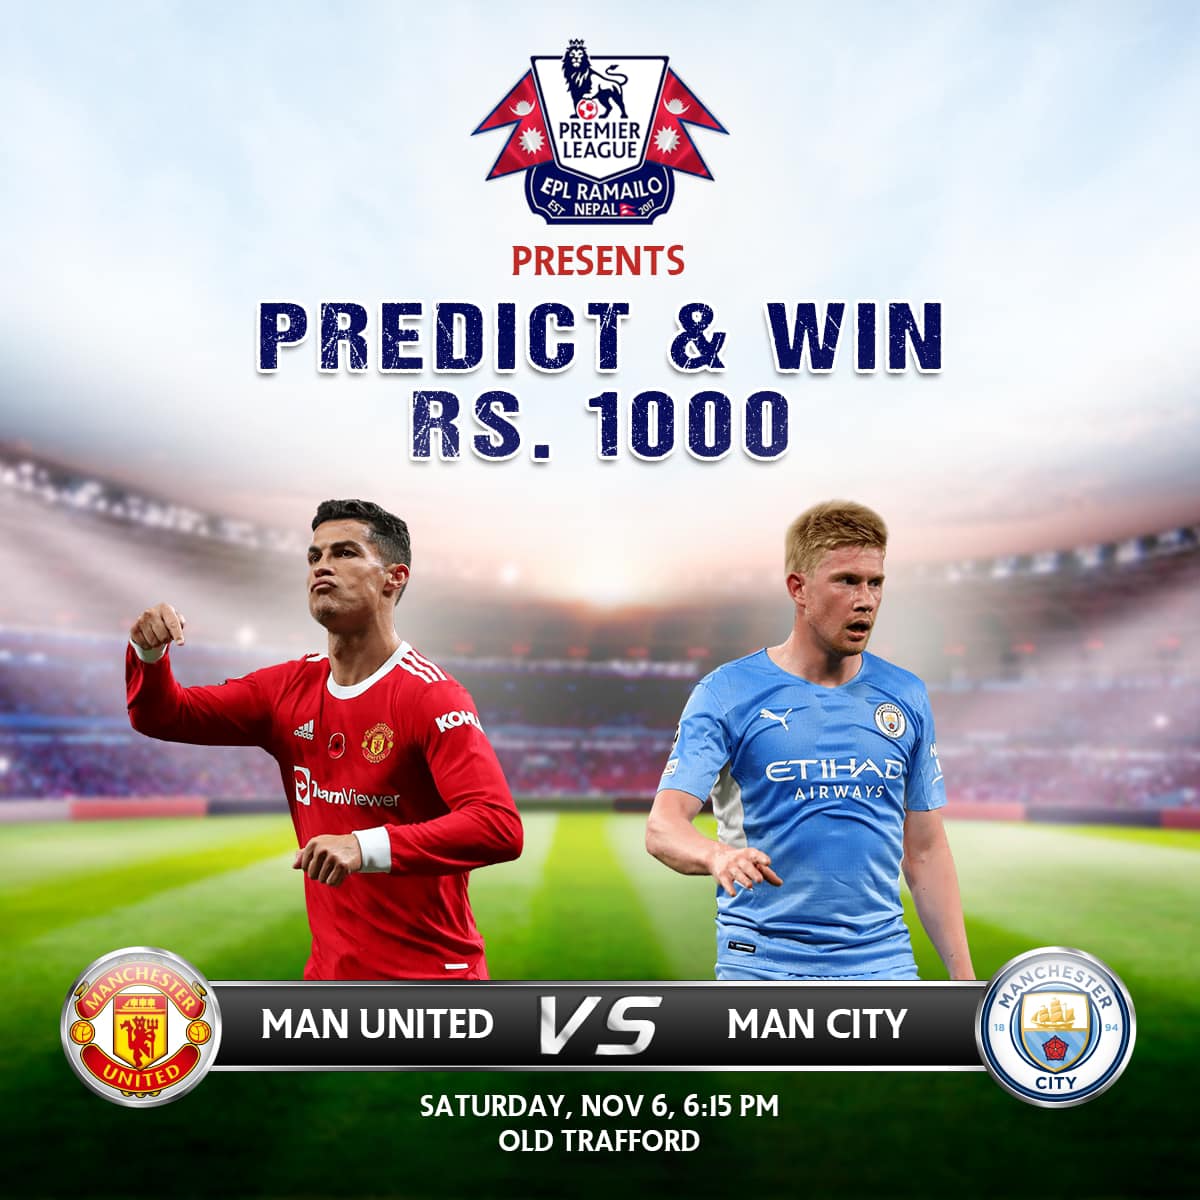 PREMIER
LEAGUE
EPL RAMAILO
EST NEPAL 2017
PRESENTS
PREDICT & WIN
RS. 1000
adidas
KOHL
TeamViewer
ETIHAD
AIRWAYS
MANCHESTER
UNITED
MAN UNITED VS MAN CITY
MANCHESTER
18 94
CITY
SATURDAY, NOV 6, 6:15 PM
OLD TRAFFORD